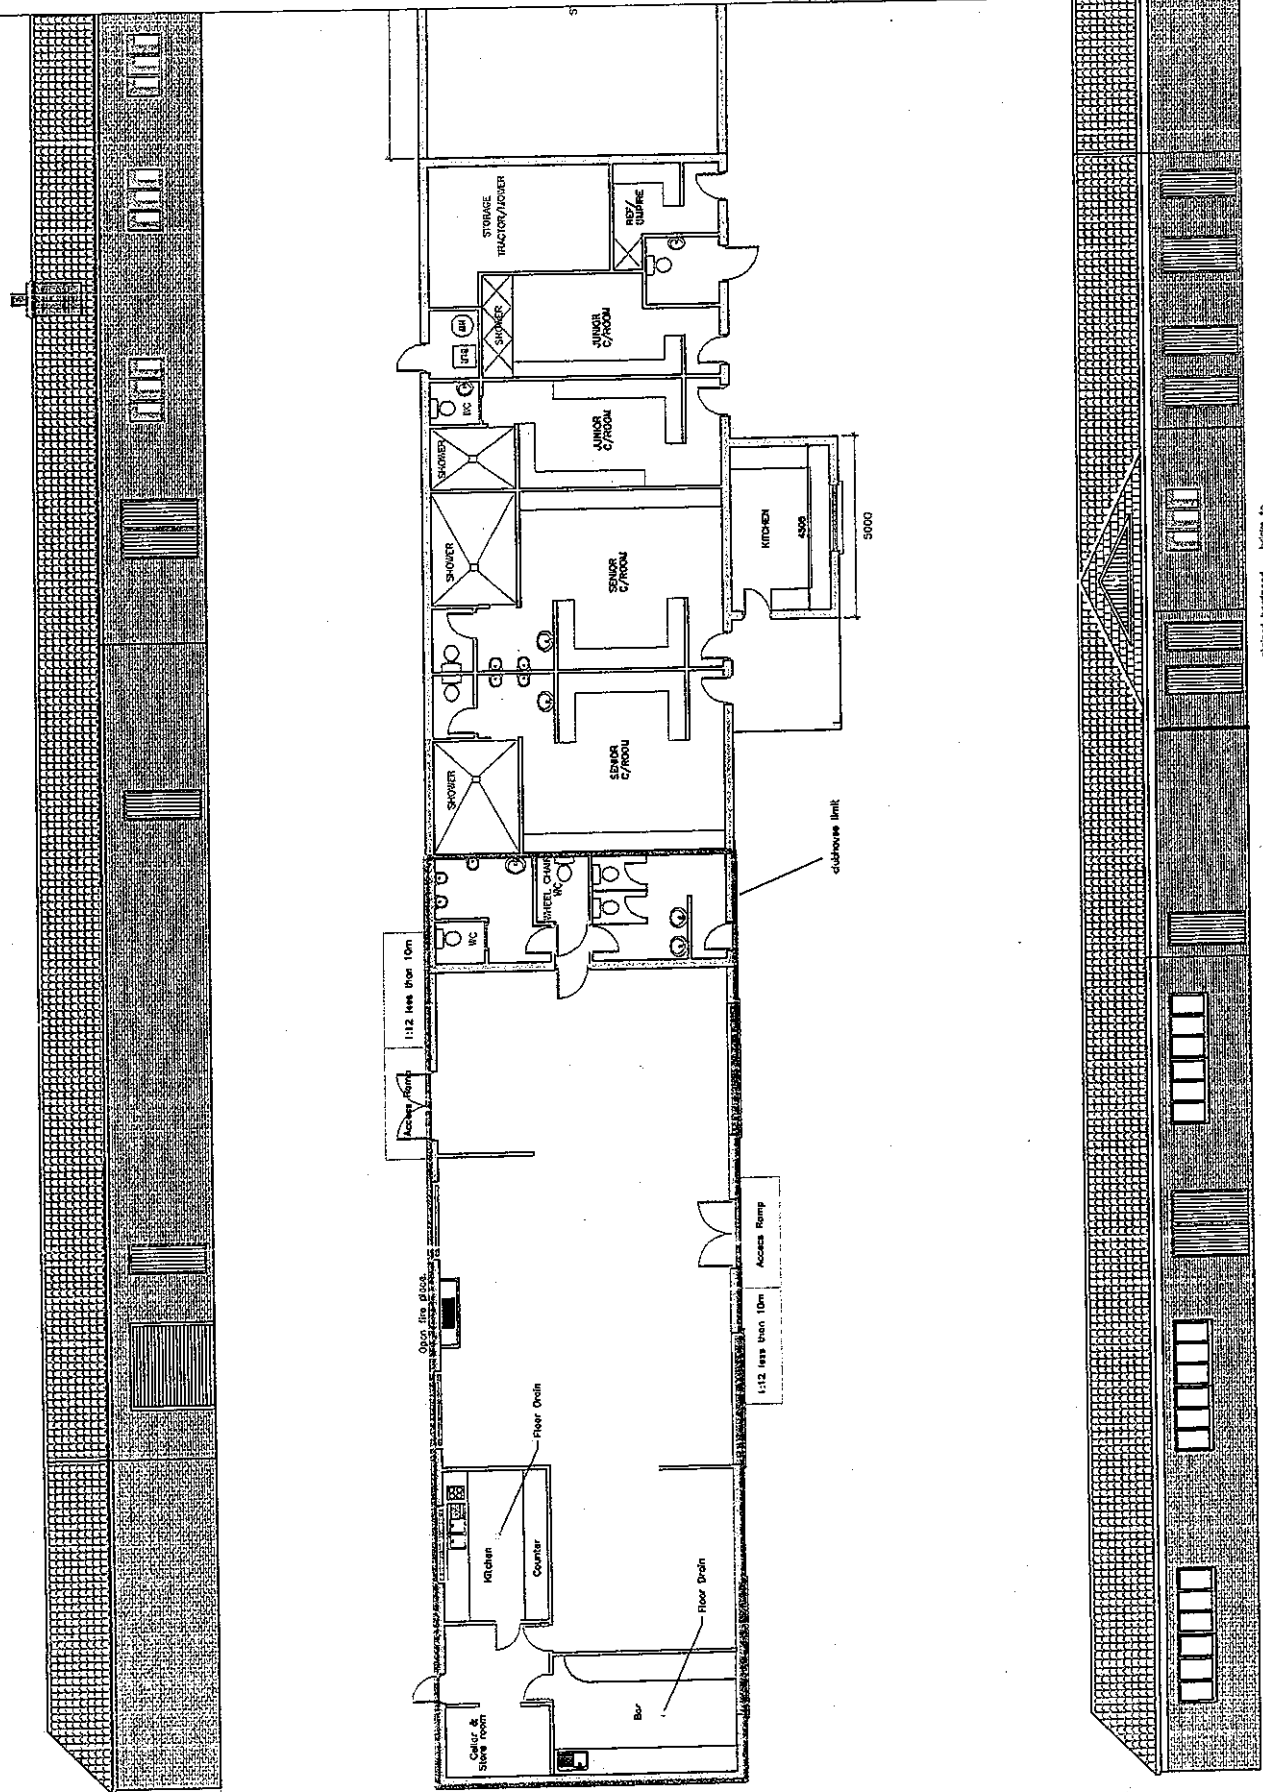 STORAGE
TRACTOR/MOWER
REF/
UMPIRE
SHOWER
JUNIOR
C/ROOM
WC
SHOWER
JUNIOR
C/ROOM
SHOWER
SENIOR
C/ROOM
KITCHEN
4505
5000
SHOWER
SENIOR
C/ROOM
clubhouse limit
WHEEL CHAIR
WC
WC
1:12 less than 10m
Access Ramp
Access Ramp
1:12 less than 10m
Open fire place.
Floor Drain
Kitchen
Counter
Floor Drain
Bar
Cellar &
Store room